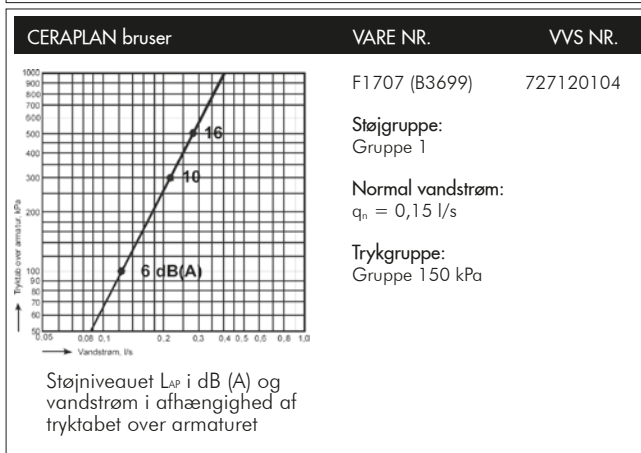 CERAPLAN bruser VARE NR. VVS NR.
F1707 (B3699) 727120104
Støjgruppe:
Gruppe 1
Normal vandstrøm:
qₙ = 0,15 l/s
Trykgruppe:
Gruppe 150 kPa
Tryktab over armatur, kPa
1000
900
800
700
600
500
400
300
200
100
90
80
70
60
50
16
10
6 dB(A)
0,05 0,08 0,1 0,2 0,3 0,4 0,5 0,6 0,8 1,0
Vandstrøm, l/s
Støjniveauet LAP i dB (A) og
vandstrøm i afhængighed af
tryktabet over armaturet